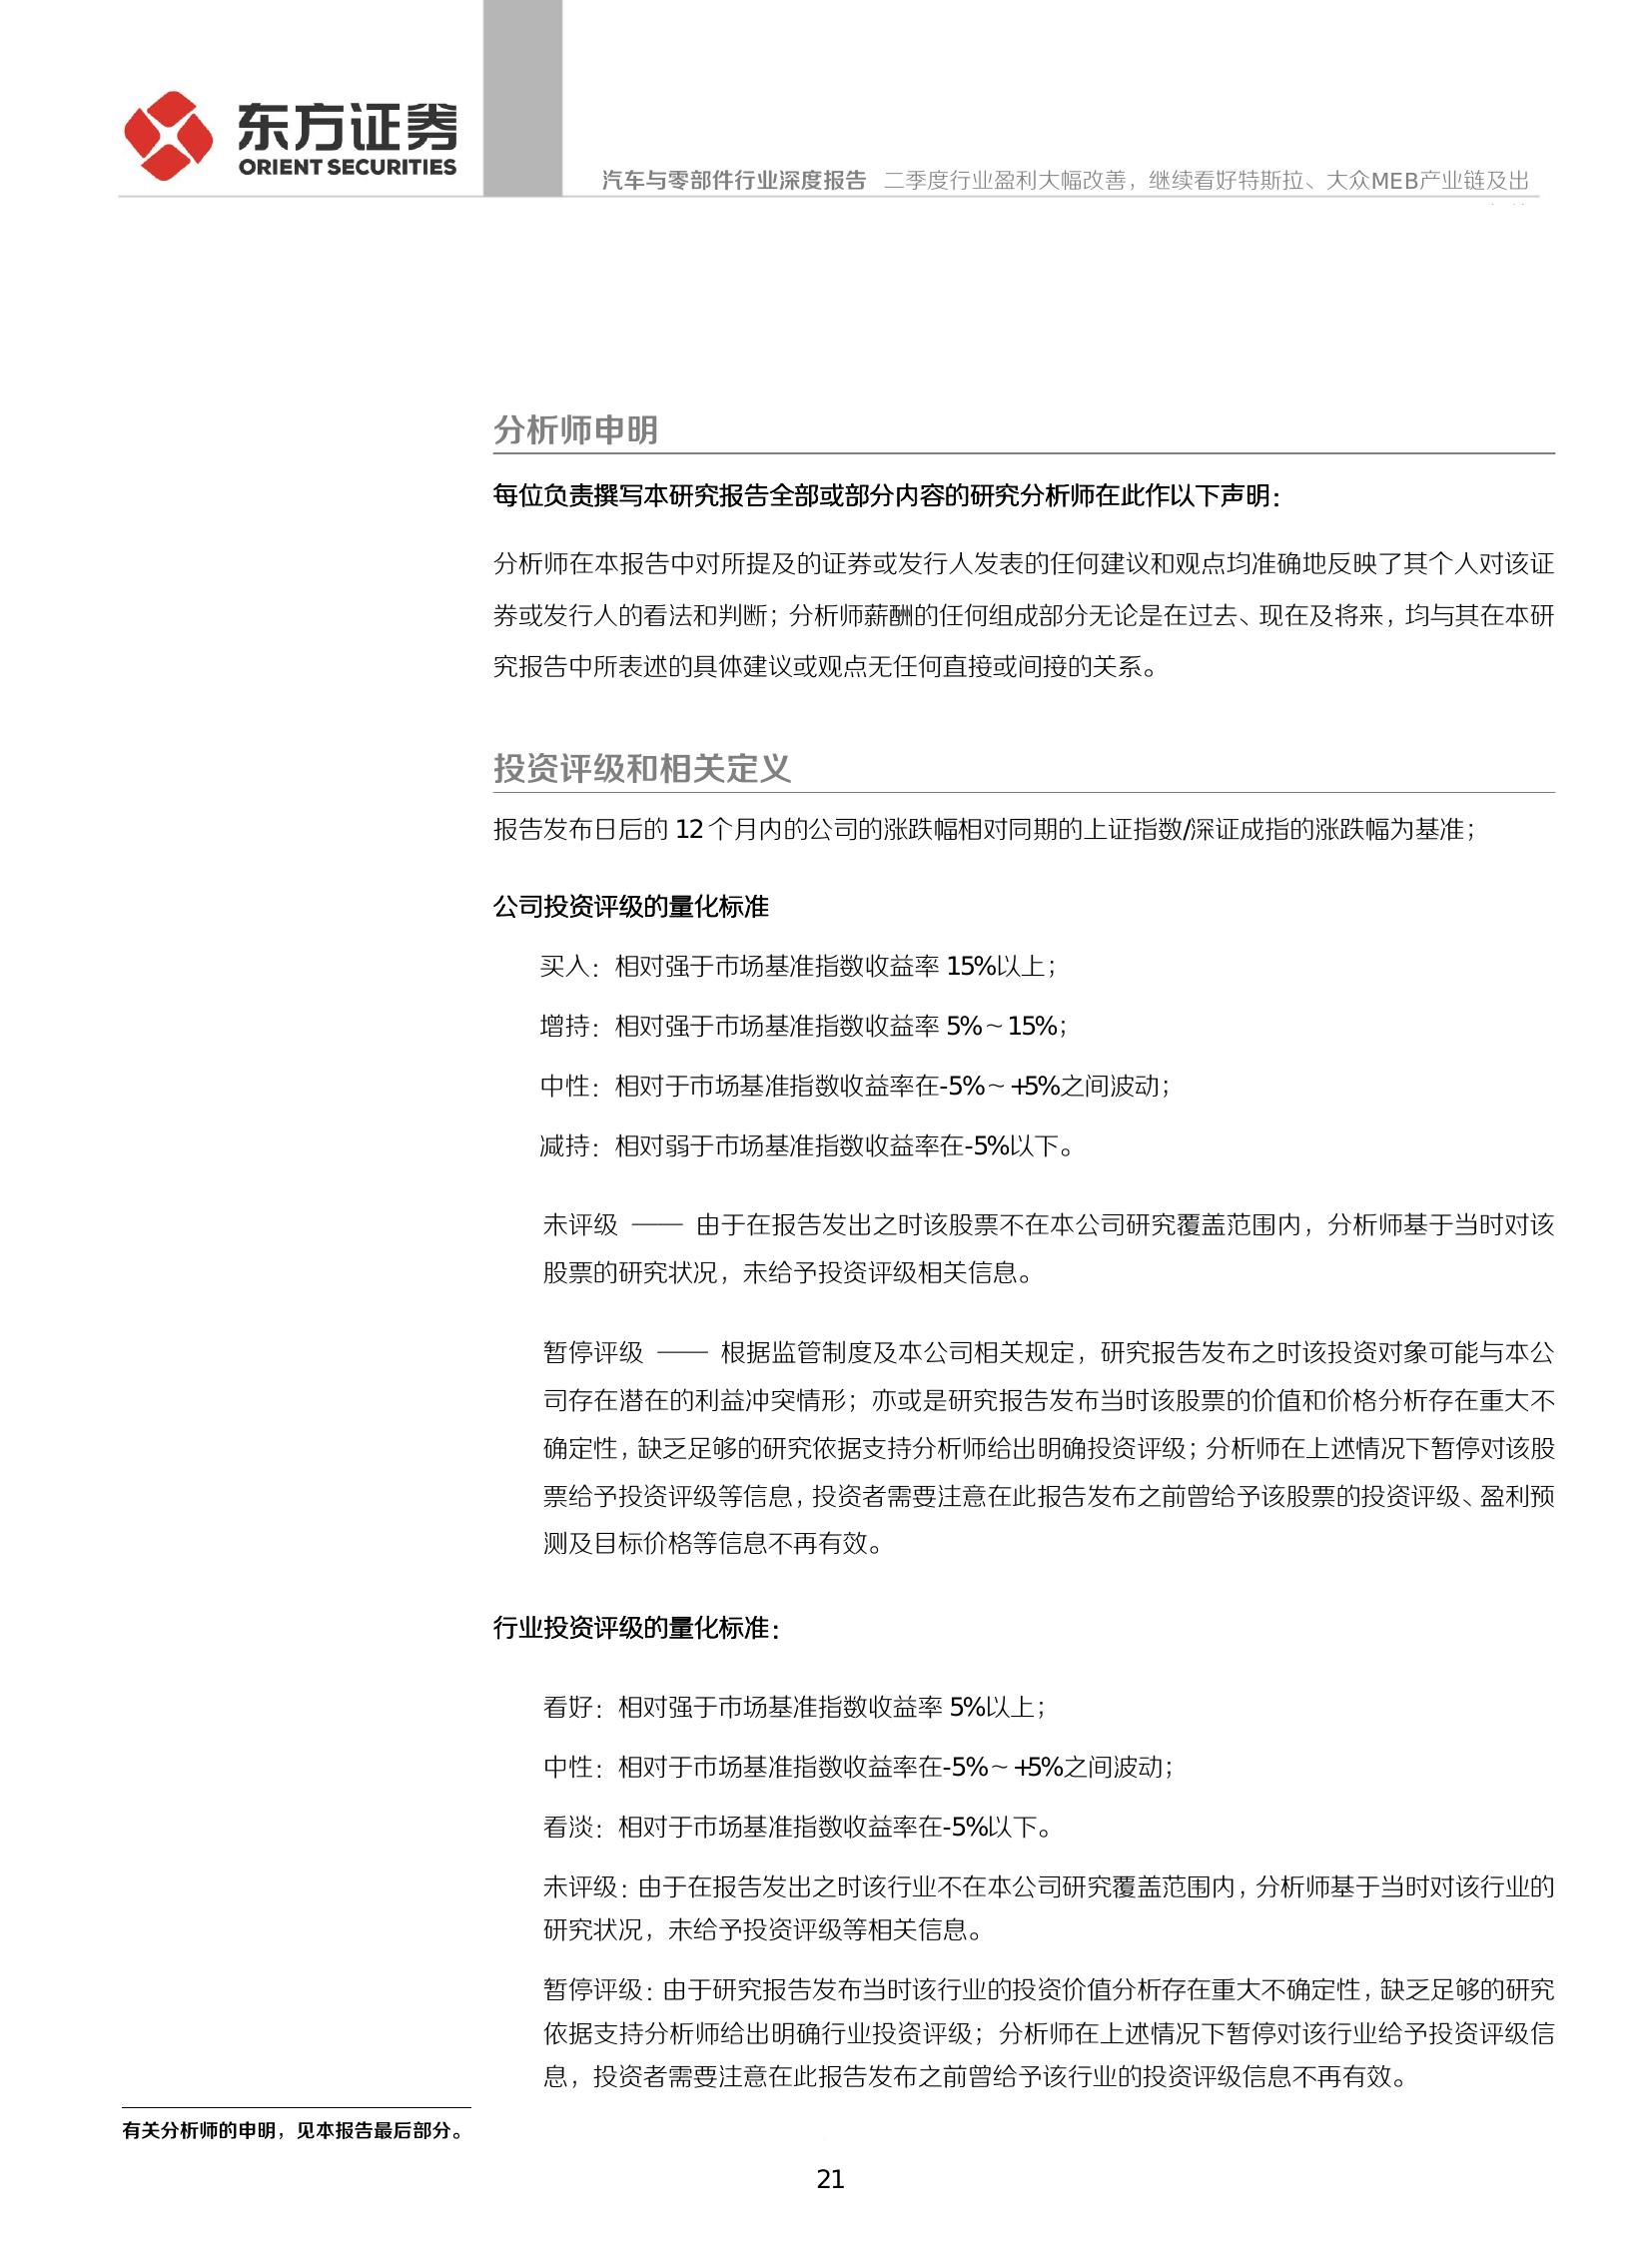 东方证券
ORIENT SECURITIES
汽车与零部件行业深度报告 二季度行业盈利大幅改善，继续看好特斯拉、大众MEB产业链及出
分析师申明
每位负责撰写本研究报告全部或部分内容的研究分析师在此作以下声明：
分析师在本报告中对所提及的证券或发行人发表的任何建议和观点均准确地反映了其个人对该证
券或发行人的看法和判断；分析师薪酬的任何组成部分无论是在过去、现在及将来，均与其在本研
究报告中所表述的具体建议或观点无任何直接或间接的关系。
投资评级和相关定义
报告发布日后的 12 个月内的公司的涨跌幅相对同期的上证指数/深证成指的涨跌幅为基准；
公司投资评级的量化标准
买入：相对强于市场基准指数收益率 15%以上；
增持：相对强于市场基准指数收益率 5%～15%；
中性：相对于市场基准指数收益率在-5%～+5%之间波动；
减持：相对弱于市场基准指数收益率在-5%以下。
未评级 —— 由于在报告发出之时该股票不在本公司研究覆盖范围内，分析师基于当时对该
股票的研究状况，未给予投资评级相关信息。
暂停评级 —— 根据监管制度及本公司相关规定，研究报告发布之时该投资对象可能与本公
司存在潜在的利益冲突情形；亦或是研究报告发布当时该股票的价值和价格分析存在重大不
确定性，缺乏足够的研究依据支持分析师给出明确投资评级；分析师在上述情况下暂停对该股
票给予投资评级等信息，投资者需要注意在此报告发布之前曾给予该股票的投资评级、盈利预
测及目标价格等信息不再有效。
行业投资评级的量化标准：
看好：相对强于市场基准指数收益率 5%以上；
中性：相对于市场基准指数收益率在-5%～+5%之间波动；
看淡：相对于市场基准指数收益率在-5%以下。
未评级：由于在报告发出之时该行业不在本公司研究覆盖范围内，分析师基于当时对该行业的
研究状况，未给予投资评级等相关信息。
暂停评级：由于研究报告发布当时该行业的投资价值分析存在重大不确定性，缺乏足够的研究
依据支持分析师给出明确行业投资评级；分析师在上述情况下暂停对该行业给予投资评级信
息，投资者需要注意在此报告发布之前曾给予该行业的投资评级信息不再有效。
有关分析师的申明，见本报告最后部分。
21